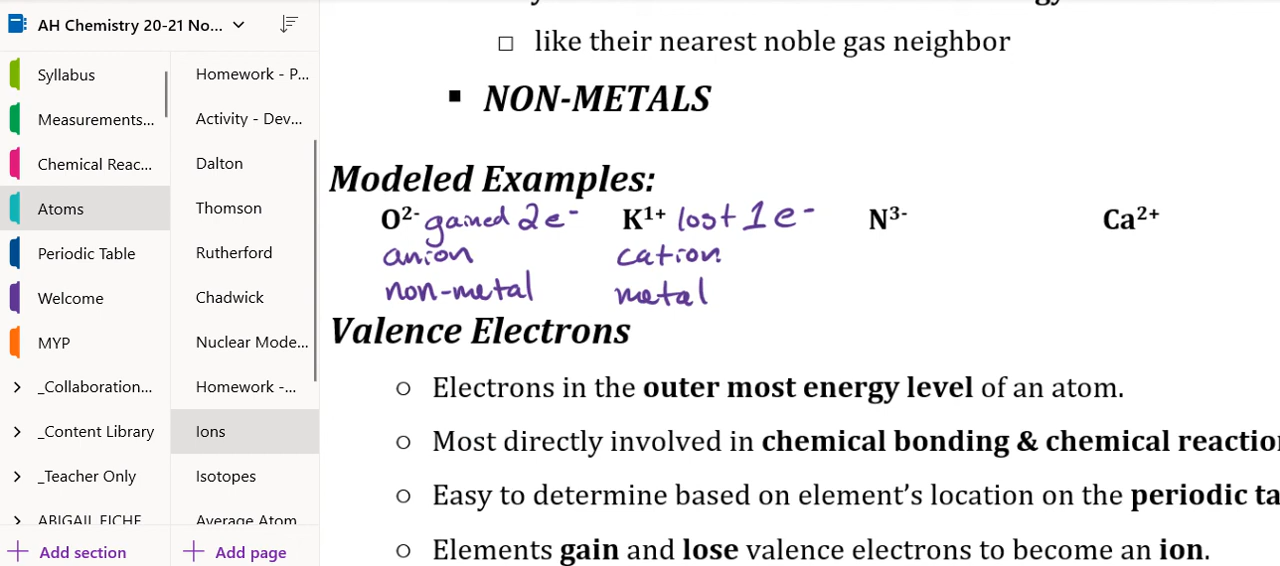 AH Chemistry 20-21 No...
Syllabus
Measurements...
Chemical Reac...
Atoms
Periodic Table
Welcome
MYP
_Collaboration...
_Content Library
_Teacher Only
ABIGAIL FICHE
Add section
Homework - P...
Activity - Dev...
Dalton
Thomson
Rutherford
Chadwick
Nuclear Mode...
Homework -...
Ions
Isotopes
Average Atom
Add page
□ like their nearest noble gas neighbor
▪ NON-METALS
Modeled Examples:
O²⁻ gained 2e⁻ K¹⁺ lost 1e⁻ N³⁻ Ca²⁺
anion cation
non-metal metal
Valence Electrons
○ Electrons in the outer most energy level of an atom.
○ Most directly involved in chemical bonding & chemical reactio
○ Easy to determine based on element's location on the periodic ta
○ Elements gain and lose valence electrons to become an ion.